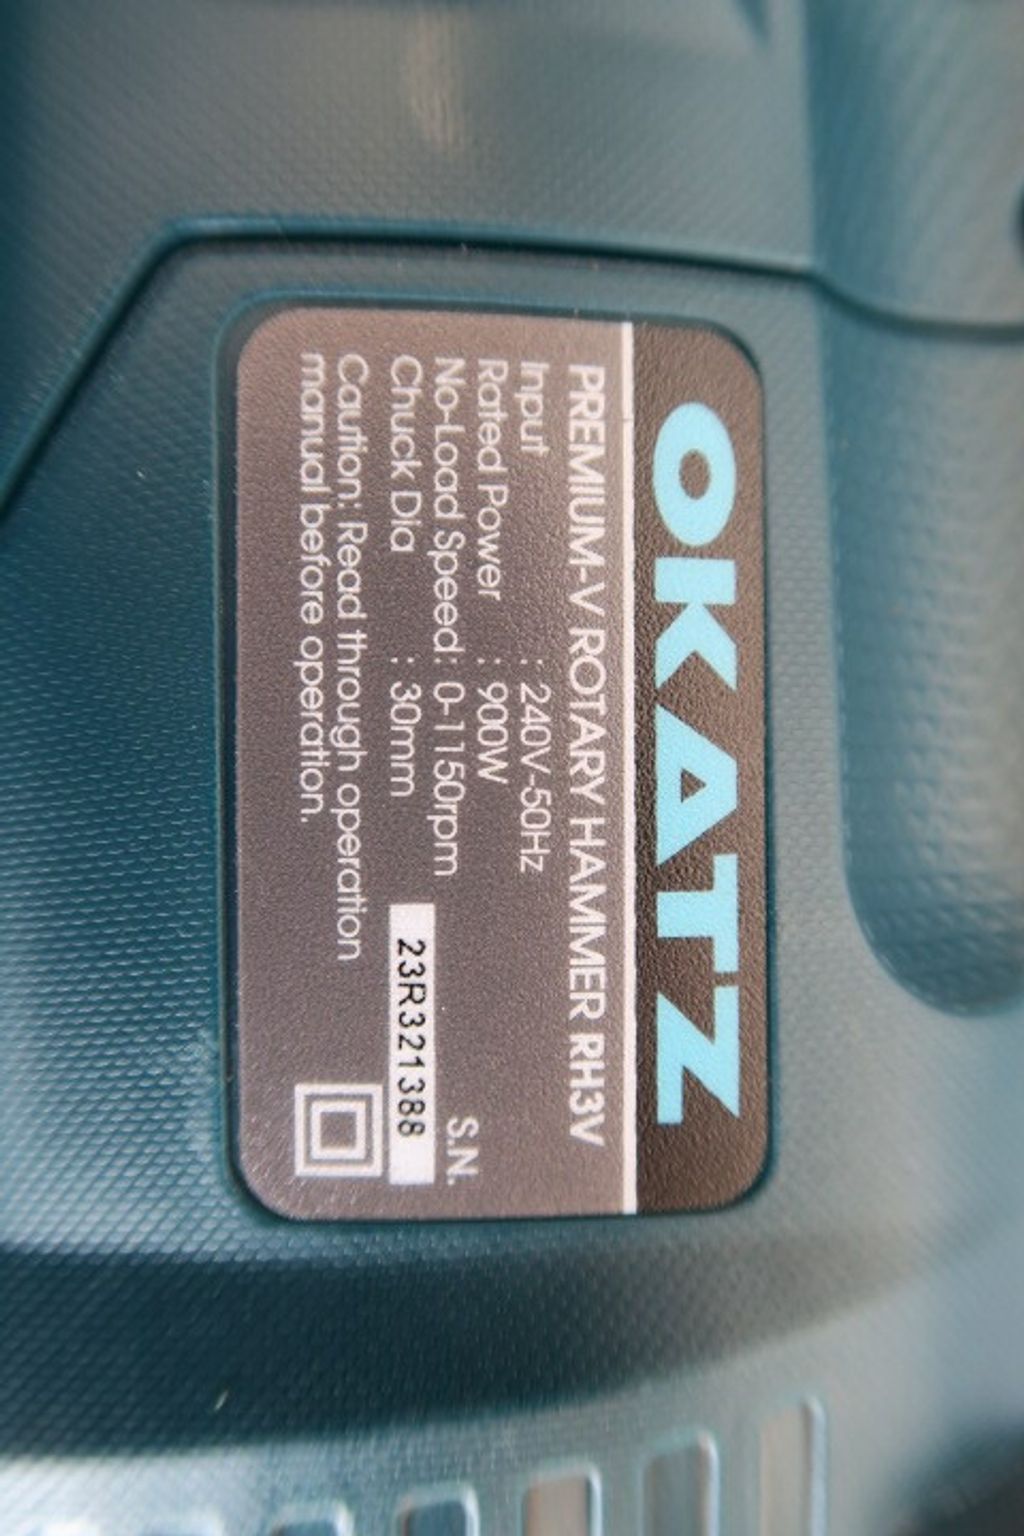 OKATZ
PREMIUM-V ROTARY HAMMER RH3V
Input : 240V-50Hz
Rated Power : 900W
No-Load Speed: 0-1150rpm S.N.
Chuck Dia : 30mm 23R321388
Caution: Read through operation
manual before operation.